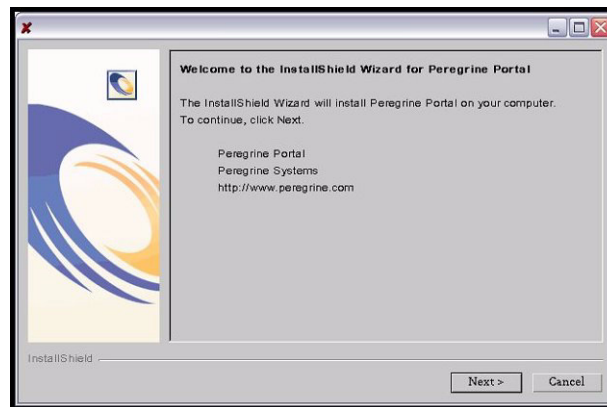 Welcome to the InstallShield Wizard for Peregrine Portal
The InstallShield Wizard will install Peregrine Portal on your computer.
To continue, click Next.
Peregrine Portal
Peregrine Systems
http://www.peregrine.com
InstallShield
Next >
Cancel